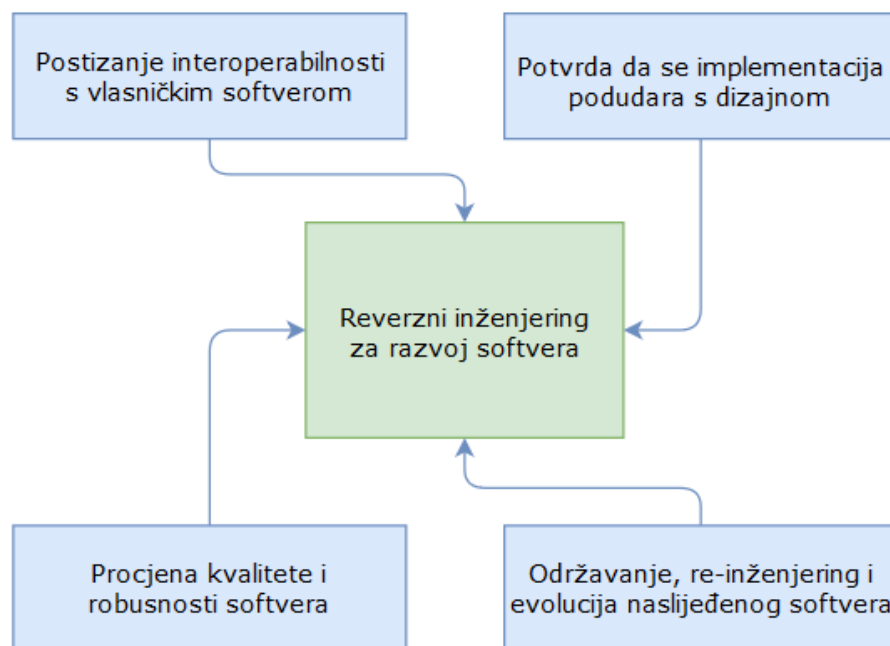 Postizanje interoperabilnosti
s vlasničkim softverom
Potvrda da se implementacija
podudara s dizajnom
Reverzni inženjering
za razvoj softvera
Procjena kvalitete i
robusnosti softvera
Održavanje, re-inženjering i
evolucija naslijeđenog softvera